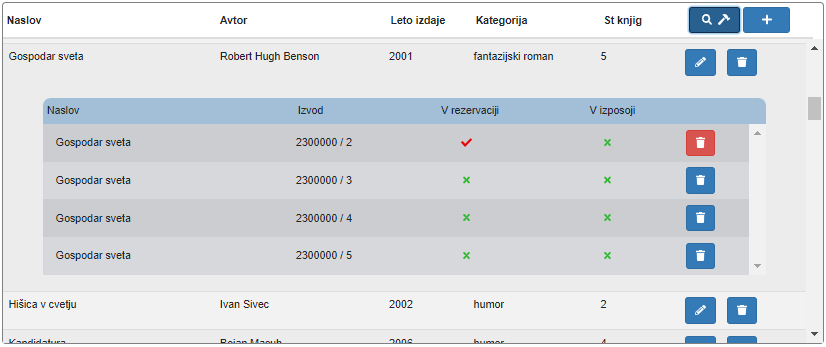 Naslov Avtor Leto izdaje Kategorija St knjig
Gospodar sveta Robert Hugh Benson 2001 fantazijski roman 5
Naslov Izvod V rezervaciji V izposoji
Gospodar sveta 2300000 / 2
Gospodar sveta 2300000 / 3
Gospodar sveta 2300000 / 4
Gospodar sveta 2300000 / 5
Hišica v cvetju Ivan Sivec 2002 humor 2
Kandidatura Bojan 2006 humor 4